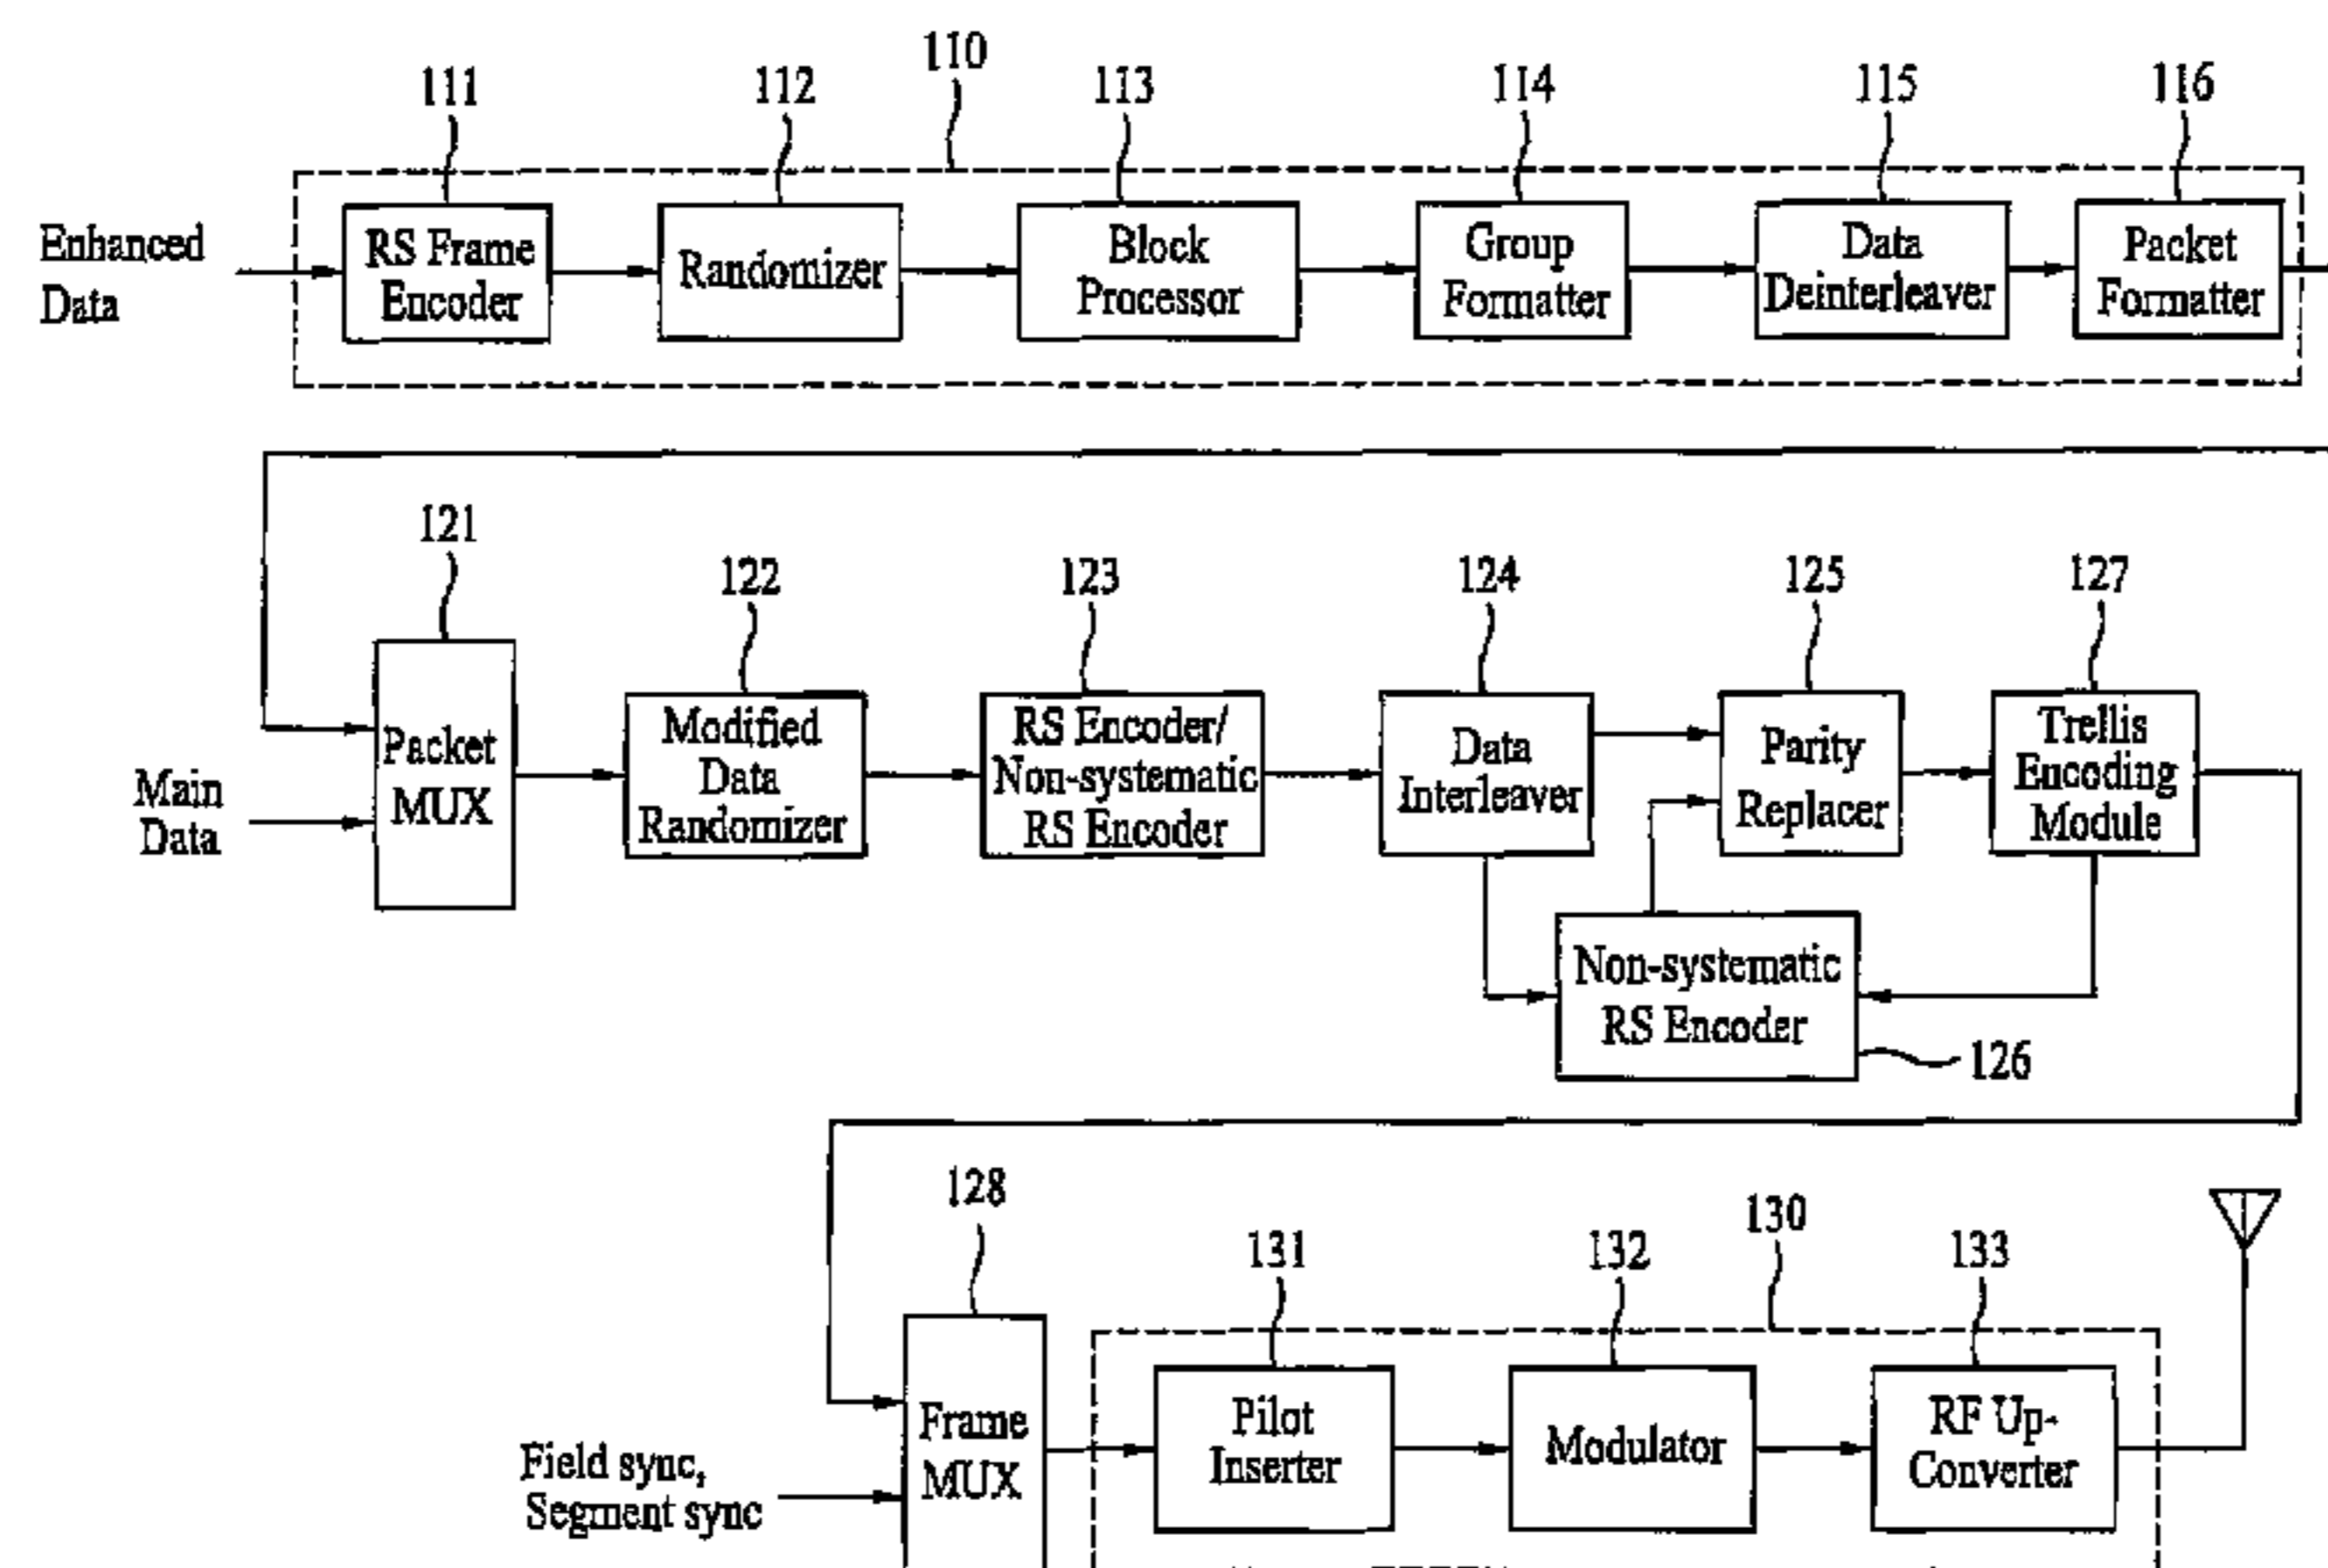 110
111
112
113
114
115
116
Enhanced
Data
RS Frame
Encoder
Randomizer
Block
Processor
Group
Formatter
Data
Deinterleaver
Packet
Formatter
121
122
123
124
125
127
Main
Data
Packet
MUX
Modified
Data
Randomizer
RS Encoder/
Non-systematic
RS Encoder
Data
Interleaver
Parity
Replacer
Trellis
Encoding
Module
Non-systematic
RS Encoder
126
128
131
132
130
133
Field sync,
Segment sync
Frame
MUX
Pilot
Inserter
Modulator
RF Up-
Converter